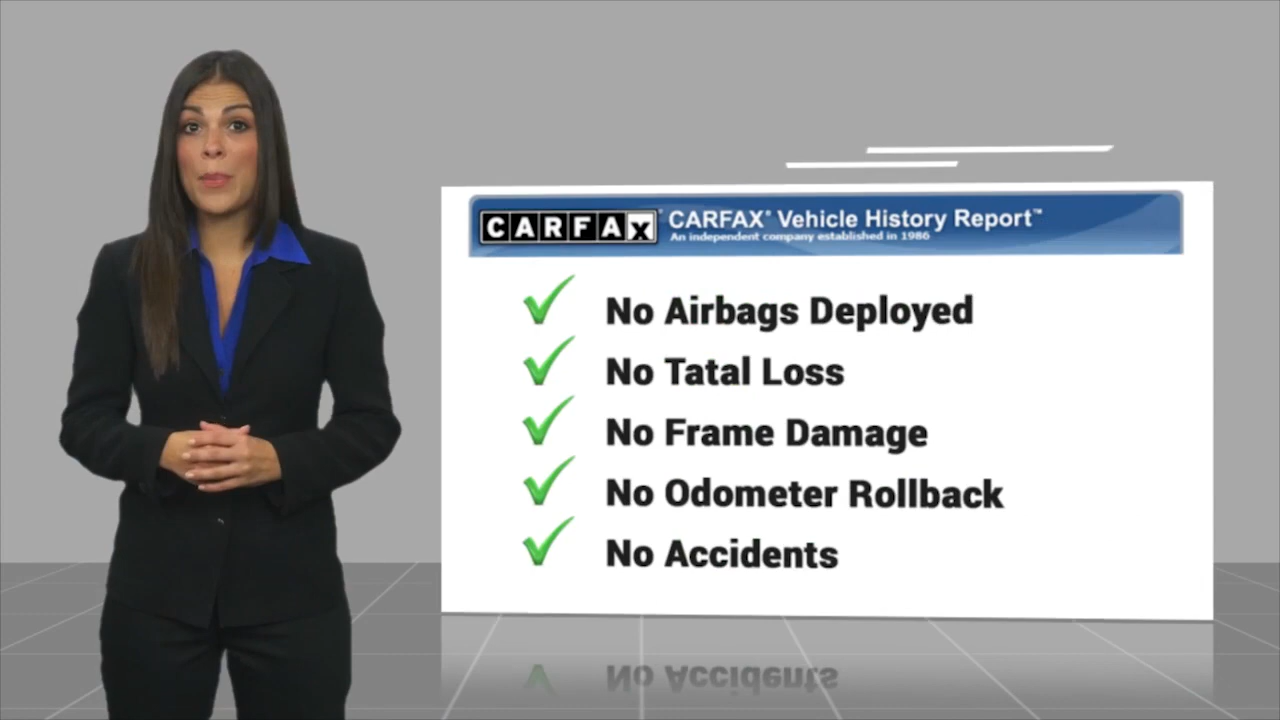 CARFAX® CARFAX® Vehicle History Report™
An independent company established in 1986
No Airbags Deployed
No Tatal Loss
No Frame Damage
No Odometer Rollback
No Accidents
No Accidents